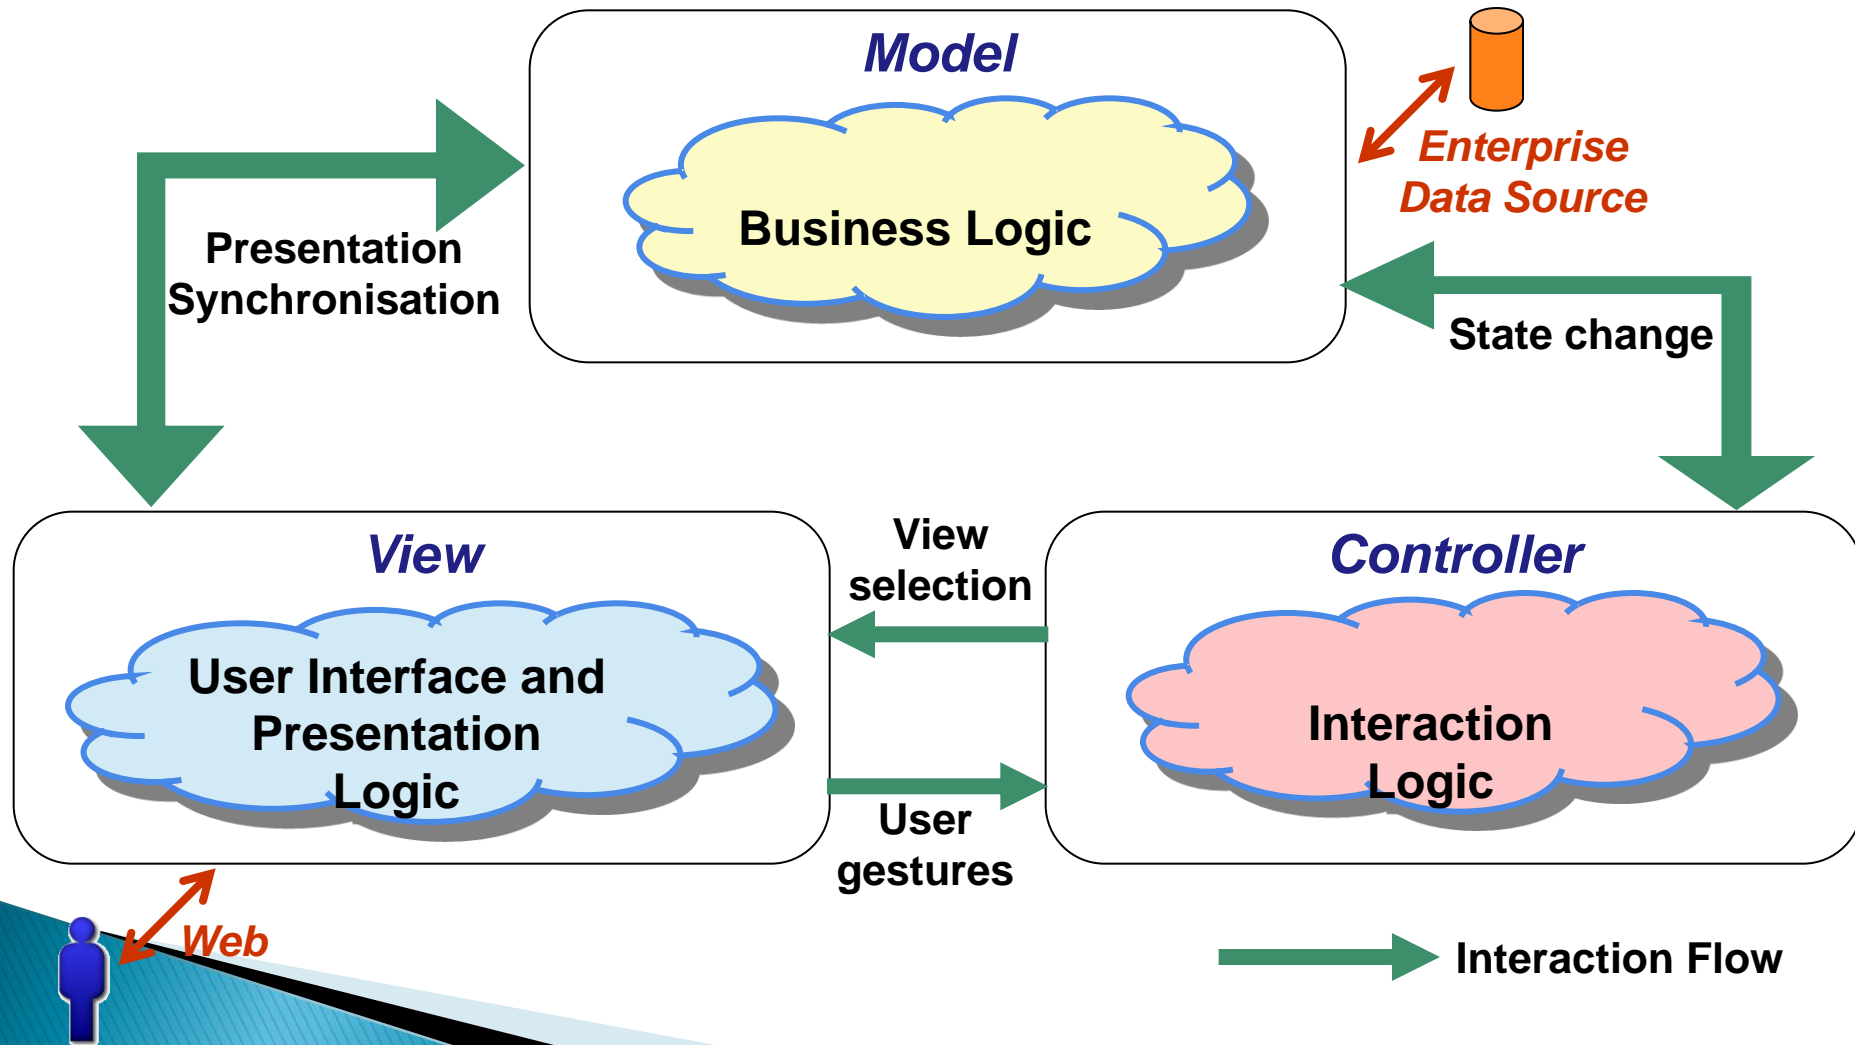 Model
Business Logic
Enterprise
Data Source
Presentation
Synchronisation
State change
View
User Interface and
Presentation
Logic
View
selection
User
gestures
Controller
Interaction
Logic
Web
Interaction Flow